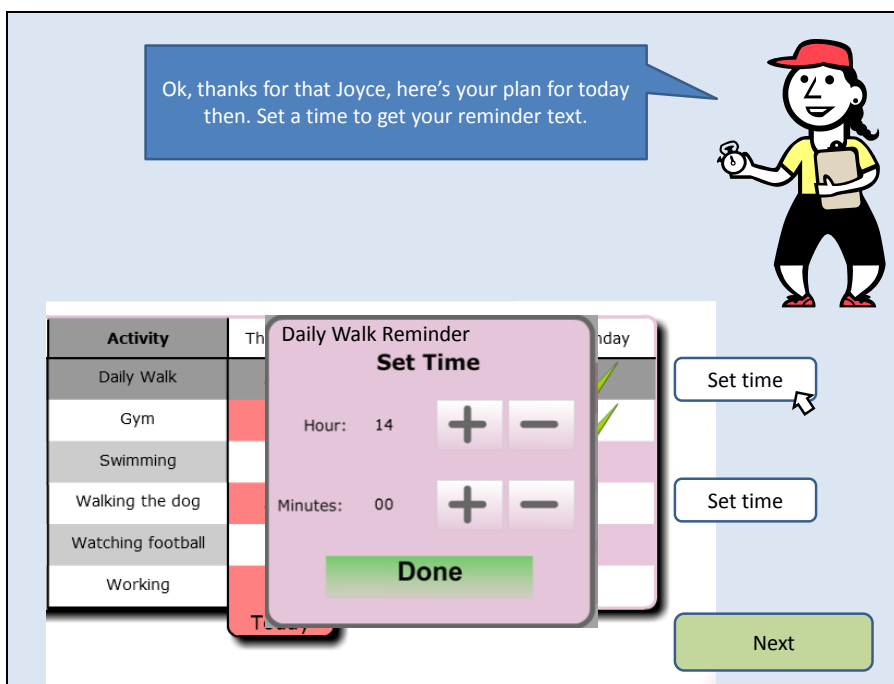 Ok, thanks for that Joyce, here's your plan for today
then. Set a time to get your reminder text.
Activity
Daily Walk Reminder
Set Time
Daily Walk
Set time
Hour: 14
Gym
Swimming
Walking the dog
Minutes: 00
Set time
Watching football
Working
Done
Next